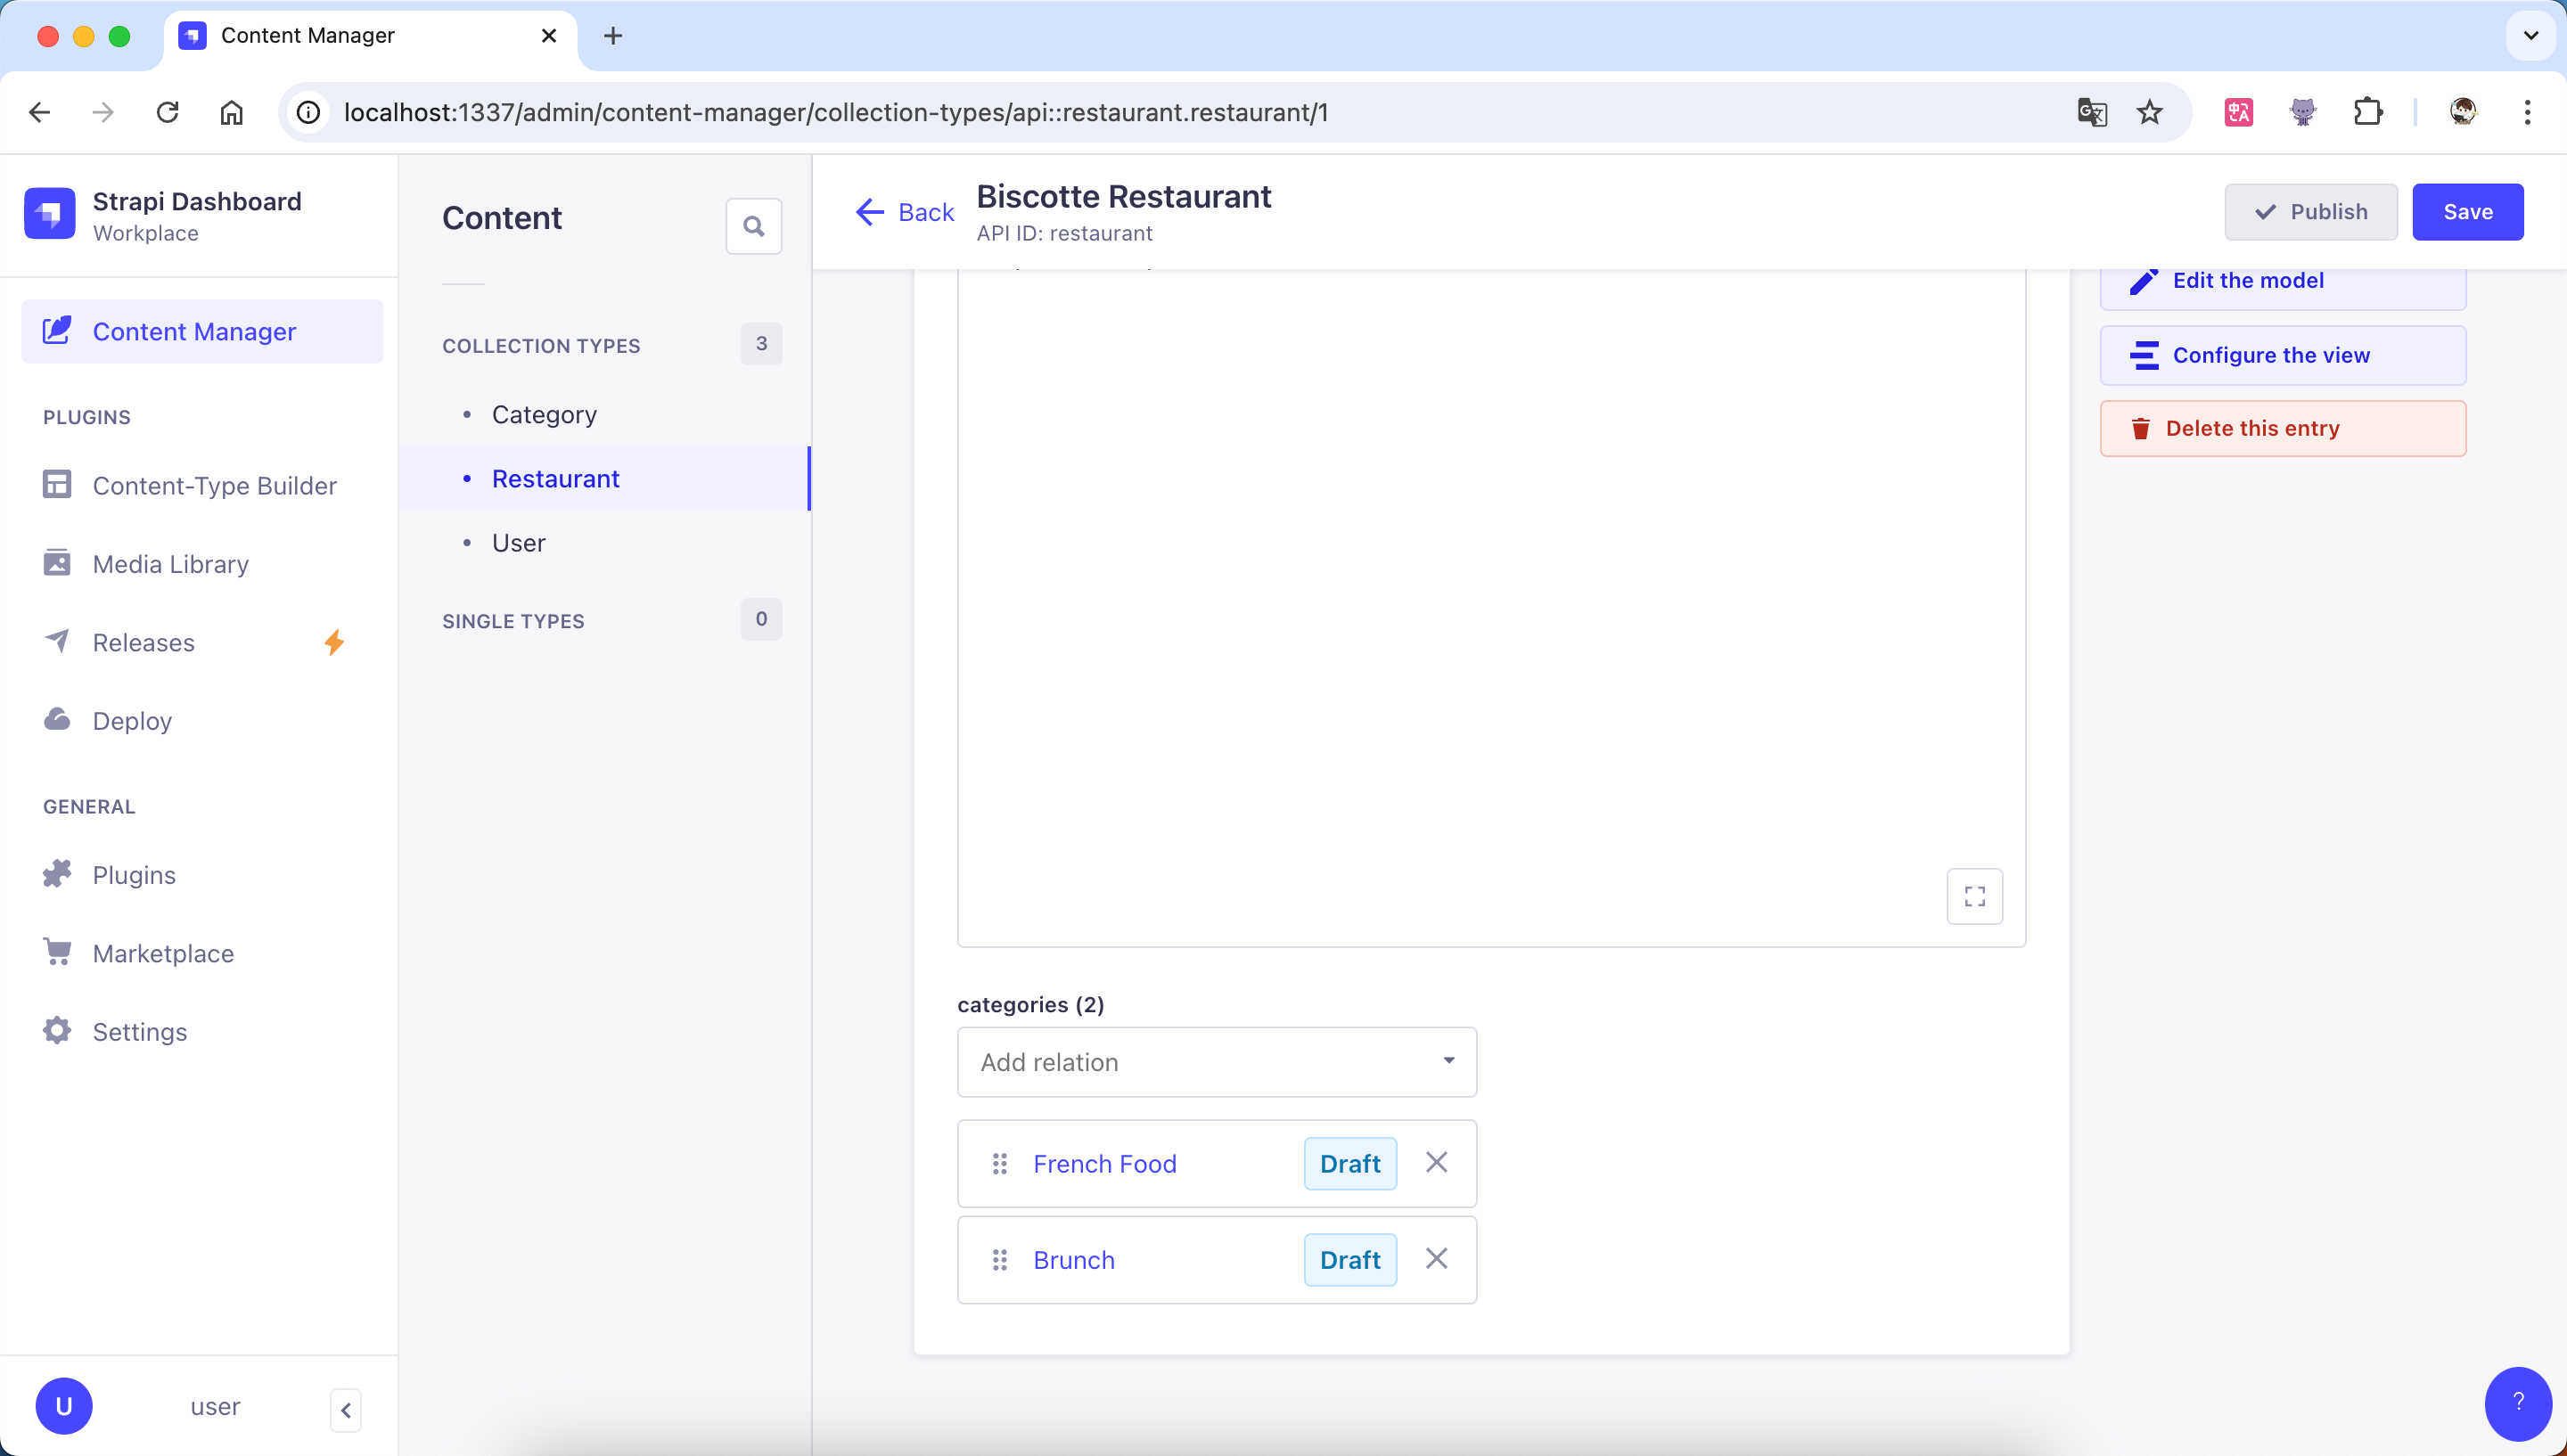 Content Manager
localhost:1337/admin/content-manager/collection-types/api::restaurant.restaurant/1
Strapi Dashboard
Workplace
Content Manager
PLUGINS
Content-Type Builder
Media Library
Releases
Deploy
GENERAL
Plugins
Marketplace
Settings
U
user
Content
COLLECTION TYPES
3
Category
Restaurant
User
SINGLE TYPES
0
Back
Biscotte Restaurant
API ID: restaurant
Publish
Save
Edit the model
Configure the view
Delete this entry
categories (2)
Add relation
French Food
Draft
Brunch
Draft
?